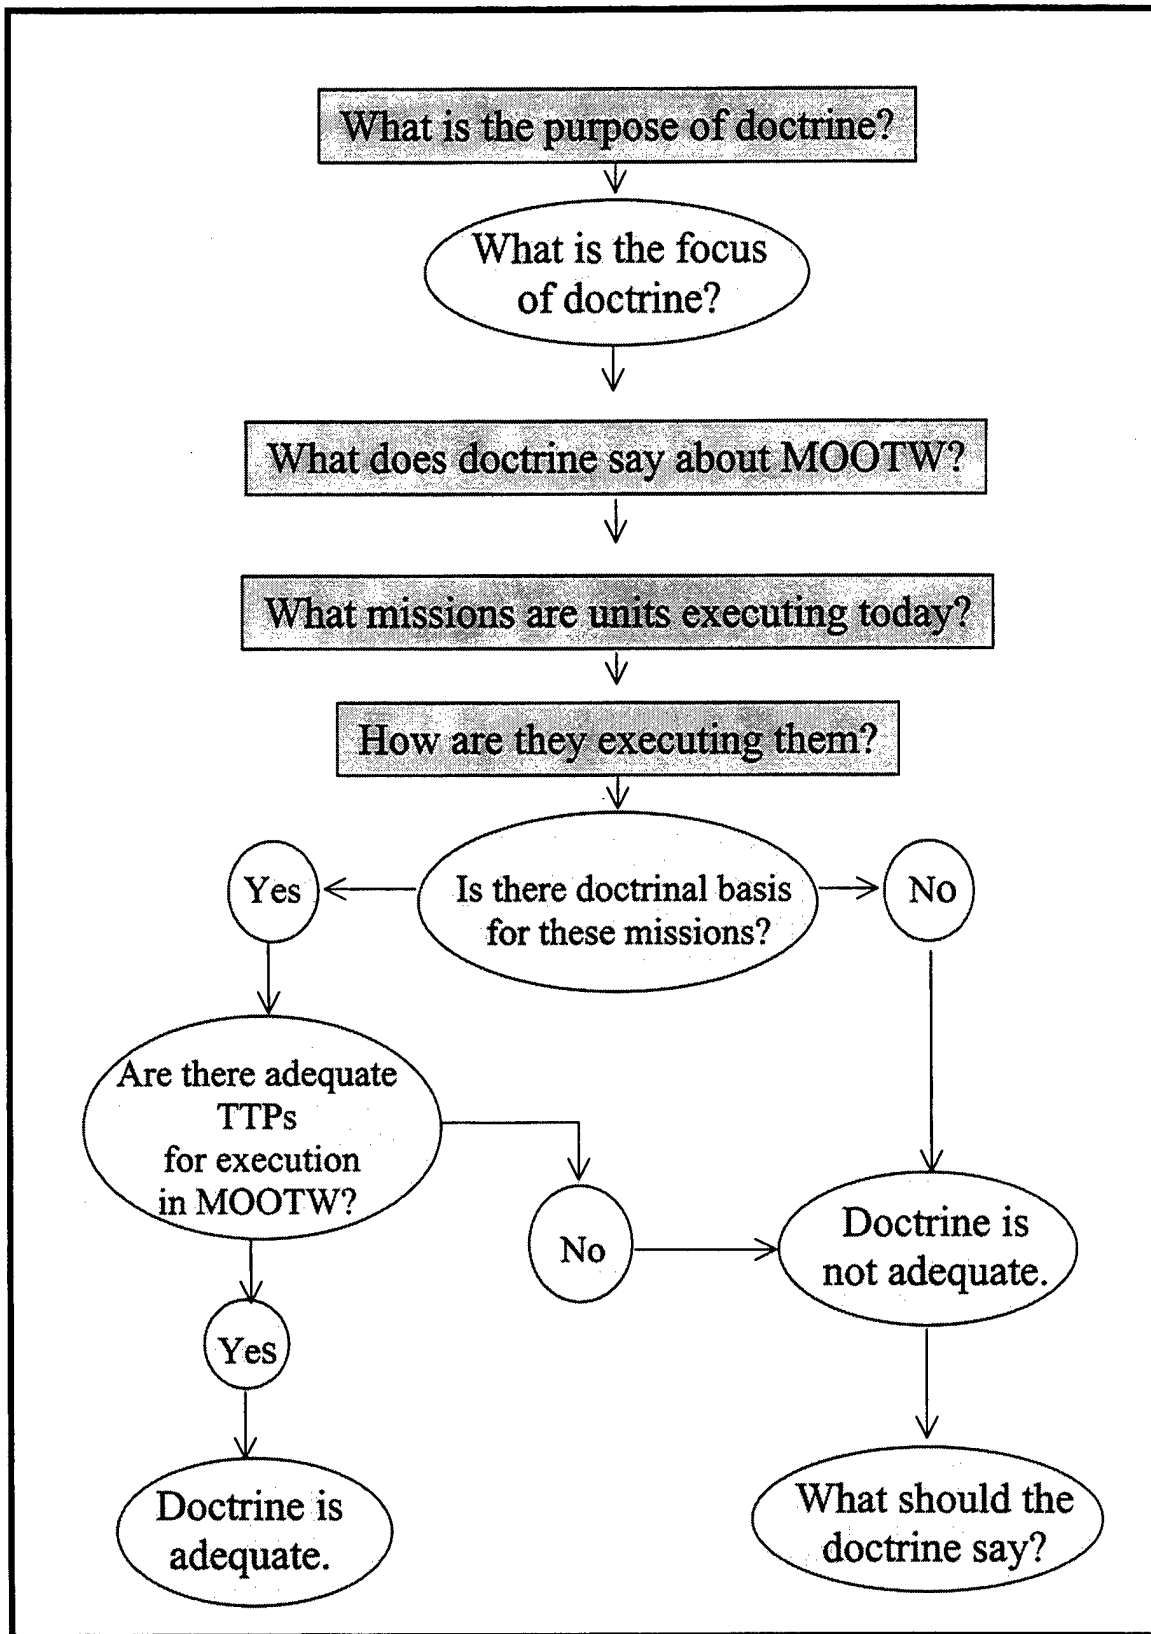 What is the purpose of doctrine?
What is the focus
of doctrine?
What does doctrine say about MOOTW?
What missions are units executing today?
How are they executing them?
Yes
Is there doctrinal basis
for these missions?
No
Are there adequate
TTPs
for execution
in MOOTW?
No
Doctrine is
not adequate.
Yes
Doctrine is
adequate.
What should the
doctrine say?